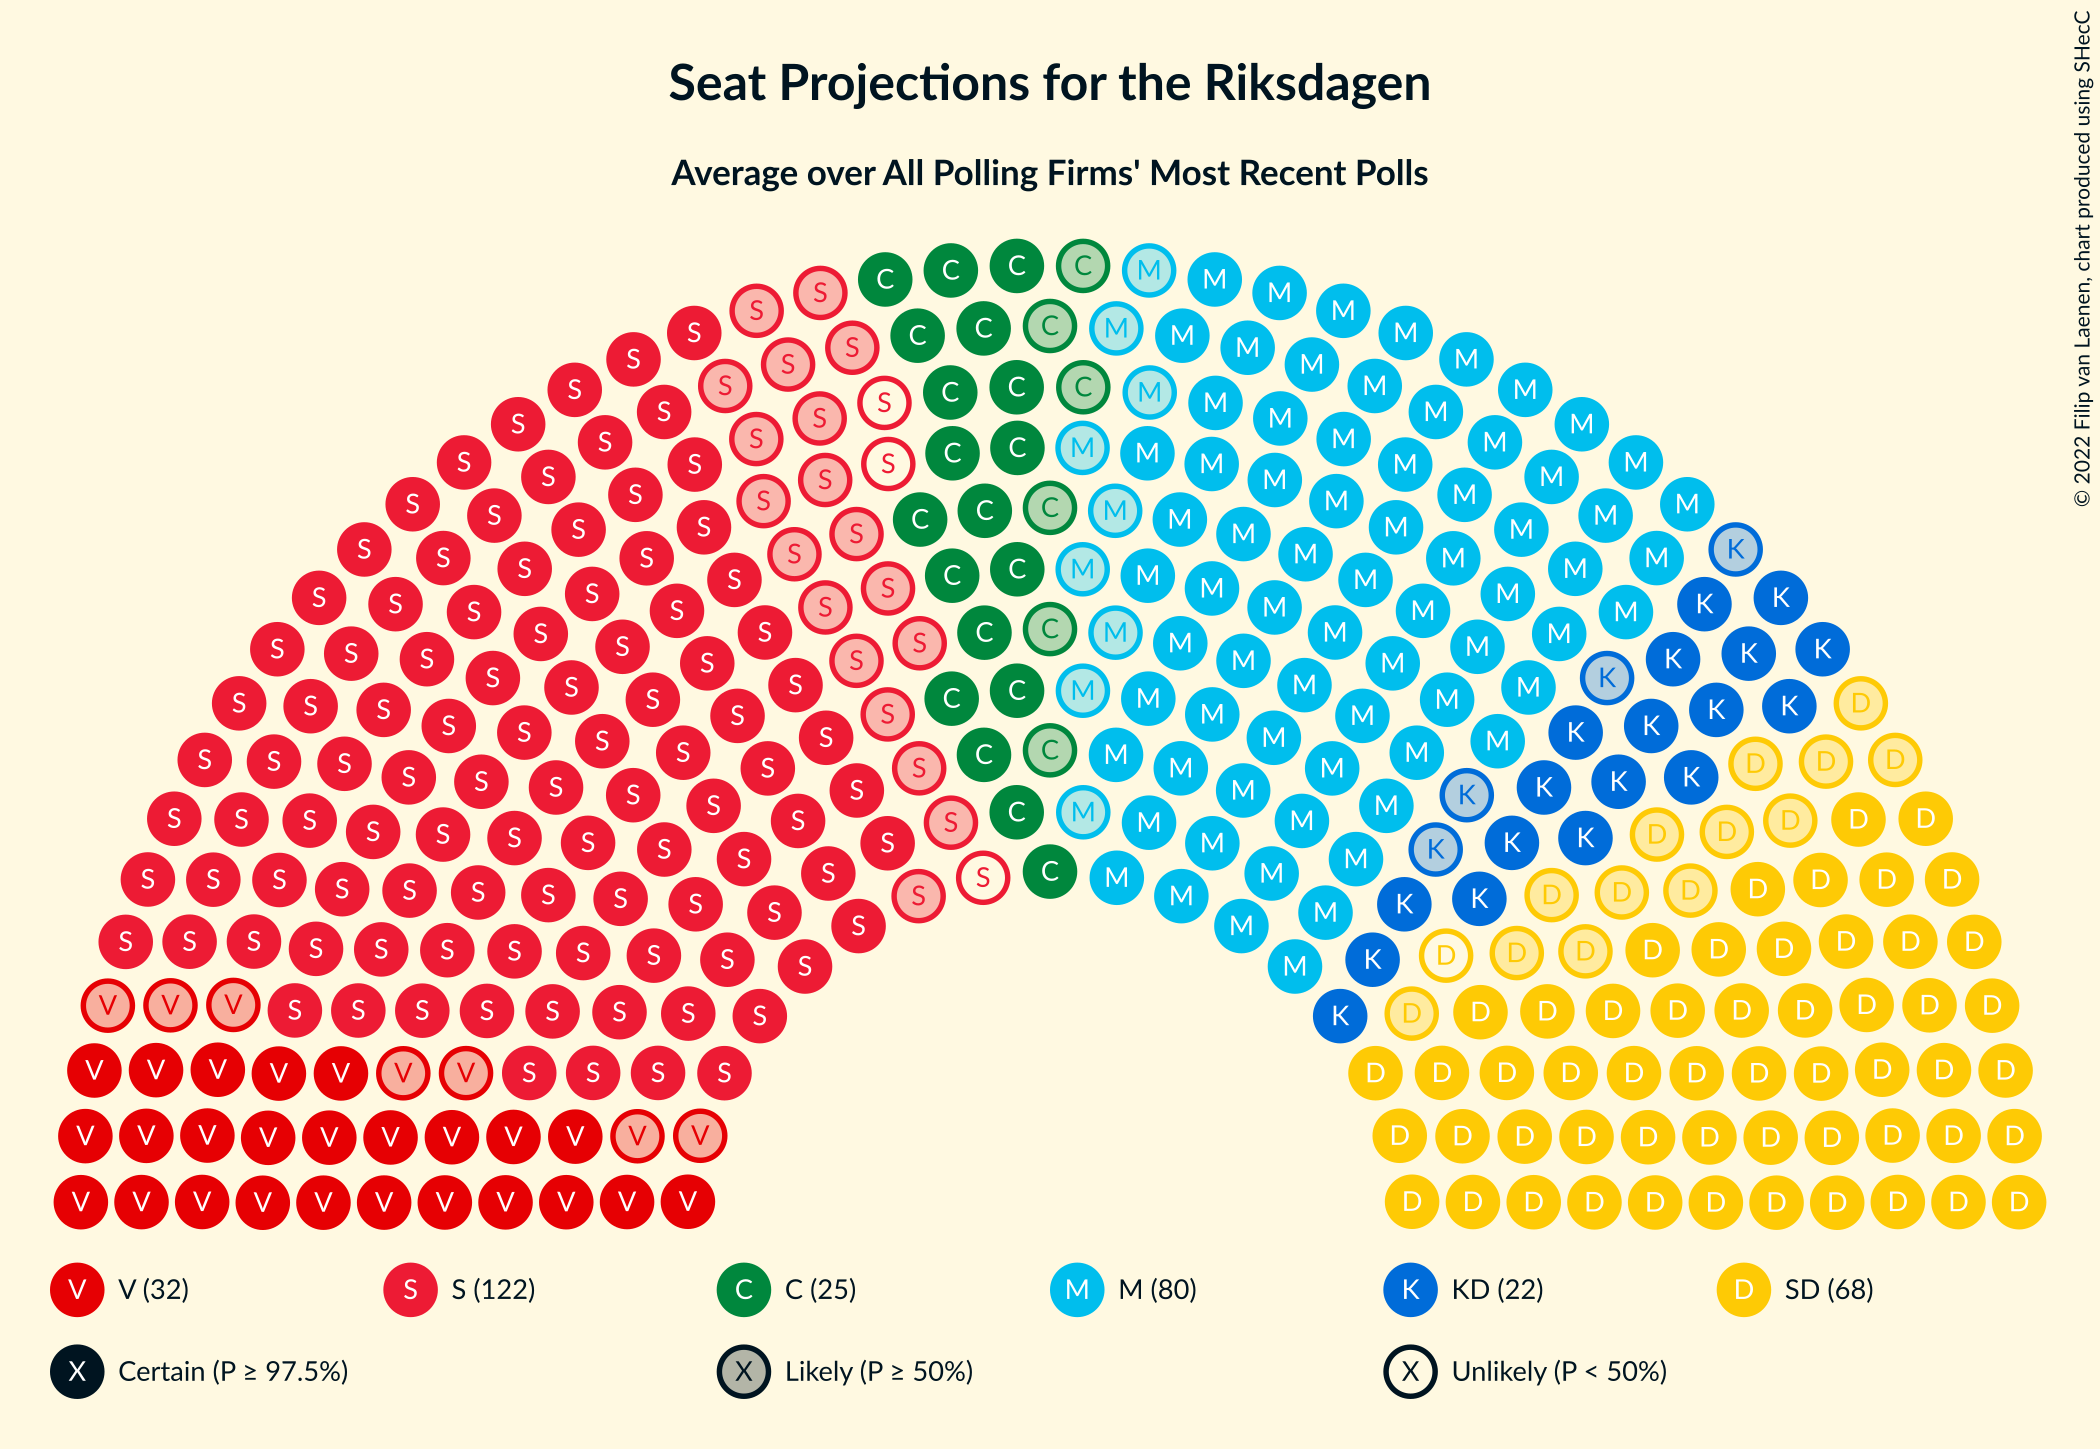 Seat Projections for the Riksdagen
Average over All Polling Firms' Most Recent Polls
© 2022 Filip van Laenen, chart produced using SHecC
V V (32) S S (122) C C (25) M M (80) K KD (22) D SD (68)
X Certain (P ≥ 97.5%) X Likely (P ≥ 50%) X Unlikely (P < 50%)